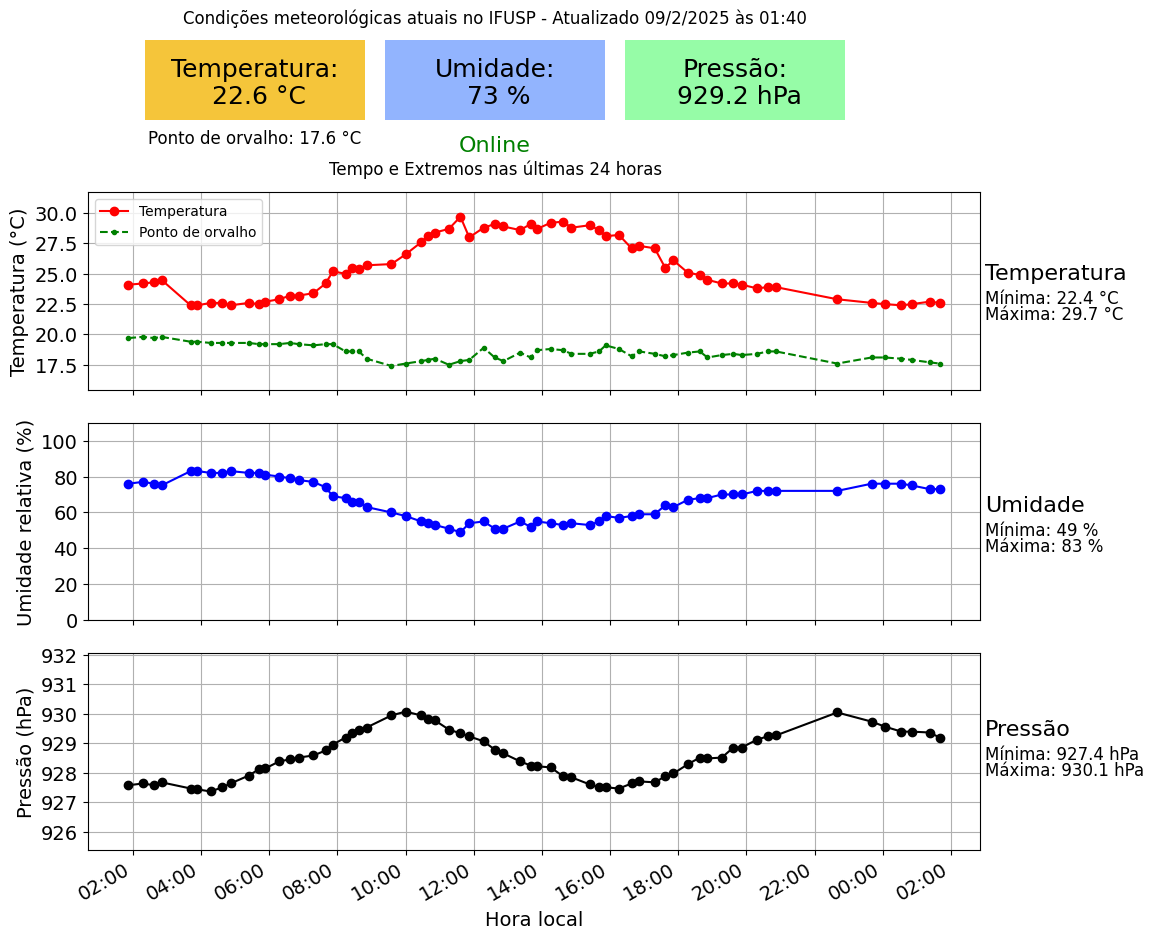 Condições meteorológicas atuais no IFUSP - Atualizado 09/2/2025 às 01:40
Temperatura:
22.6 °C
Umidade:
73 %
Pressão:
929.2 hPa
Ponto de orvalho: 17.6 °C
Online
Tempo e Extremos nas últimas 24 horas
Temperatura (°C)
30.0
27.5
25.0
22.5
20.0
17.5
Temperatura
Ponto de orvalho
Temperatura
Mínima: 22.4 °C
Máxima: 29.7 °C
Umidade relativa (%)
100
80
60
40
20
0
Umidade
Mínima: 49 %
Máxima: 83 %
Pressão (hPa)
932
931
930
929
928
927
926
Pressão
Mínima: 927.4 hPa
Máxima: 930.1 hPa
02:00 04:00 06:00 08:00 10:00 12:00 14:00 16:00 18:00 20:00 22:00 00:00 02:00
Hora local